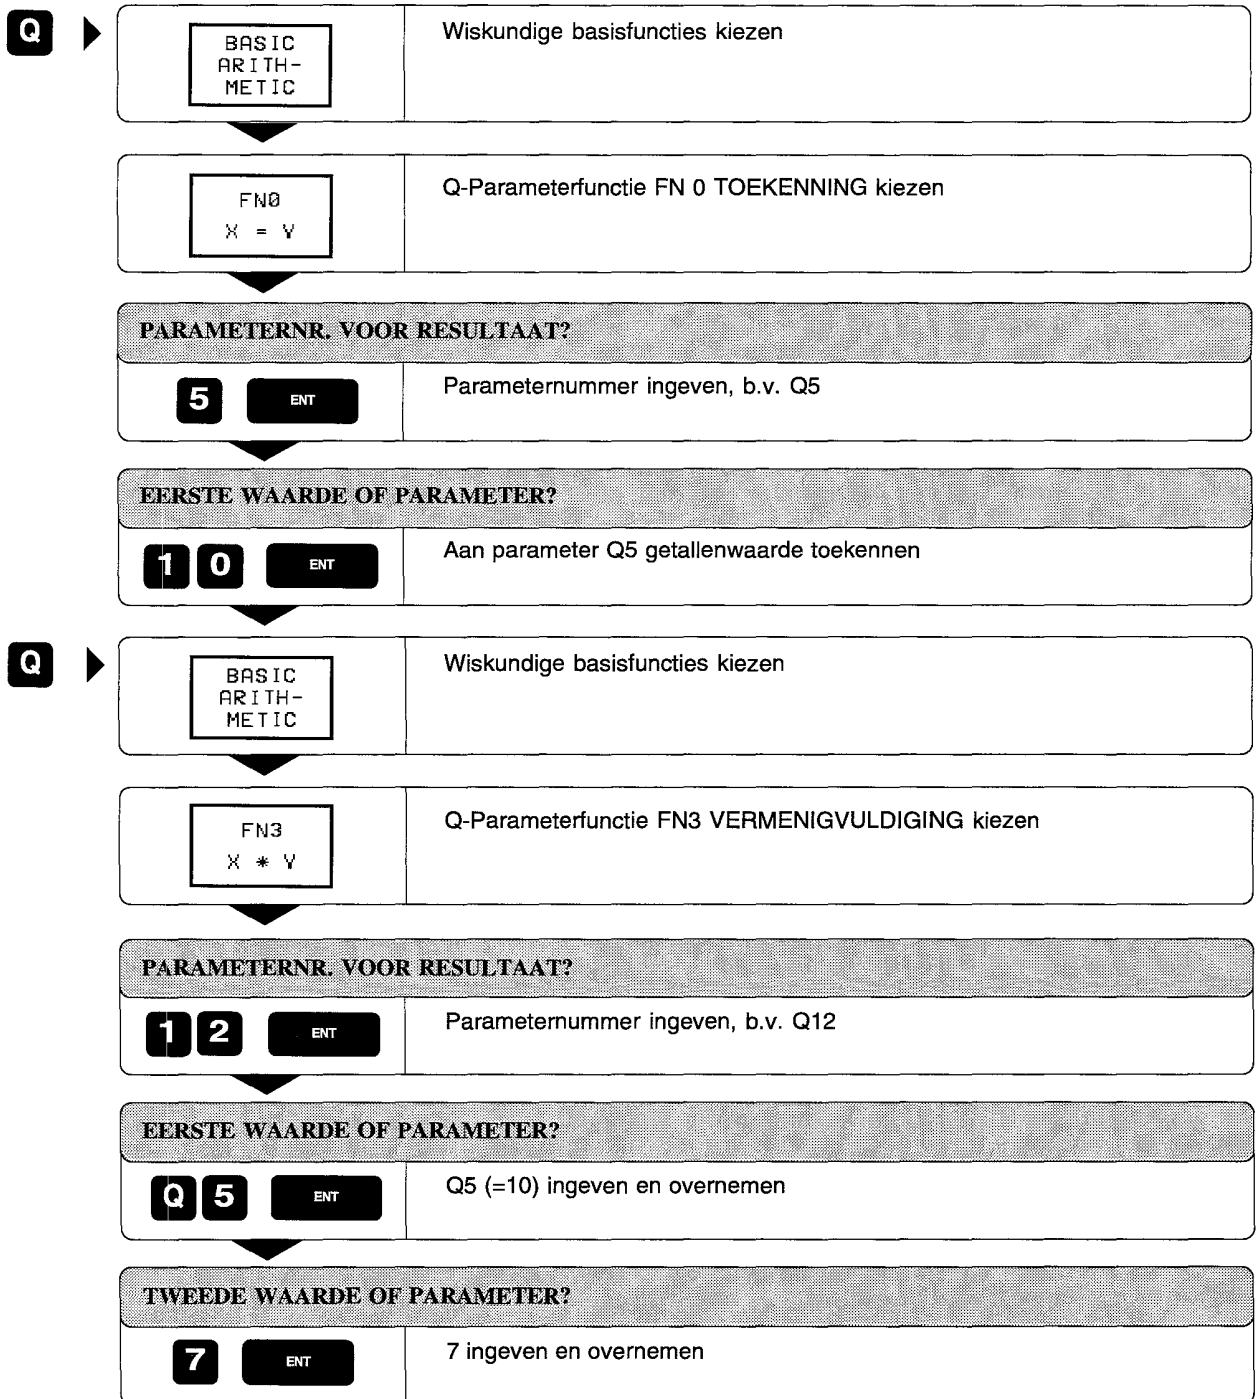 Q
BASIC
ARITH-
METIC
Wiskundige basisfuncties kiezen
FN0
X = Y
Q-Parameterfunctie FN 0 TOEKENNING kiezen
PARAMETERNR. VOOR RESULTAAT?
5 ENT
Parameternummer ingeven, b.v. Q5
EERSTE WAARDE OF PARAMETER?
1 0 ENT
Aan parameter Q5 getallenwaarde toekennen
Q
BASIC
ARITH-
METIC
Wiskundige basisfuncties kiezen
FN3
X * Y
Q-Parameterfunctie FN3 VERMENIGVULDIGING kiezen
PARAMETERNR. VOOR RESULTAAT?
1 2 ENT
Parameternummer ingeven, b.v. Q12
EERSTE WAARDE OF PARAMETER?
Q 5 ENT
Q5 (=10) ingeven en overnemen
TWEEDE WAARDE OF PARAMETER?
7 ENT
7 ingeven en overnemen